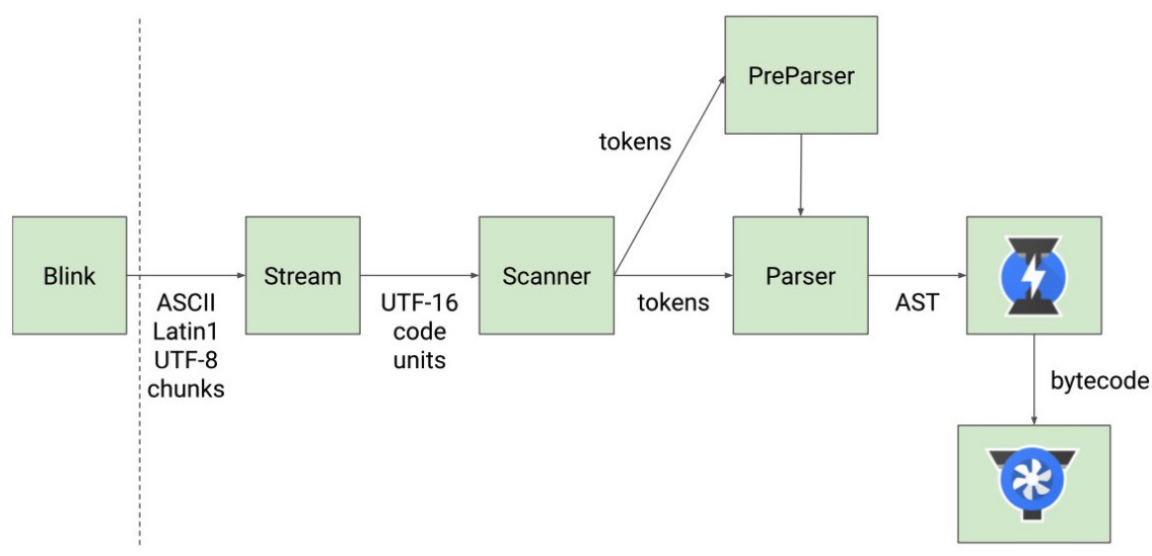 PreParser
tokens
Blink
Stream
Scanner
Parser
ASCII
Latin1
UTF-8
chunks
UTF-16
code
units
tokens
AST
bytecode